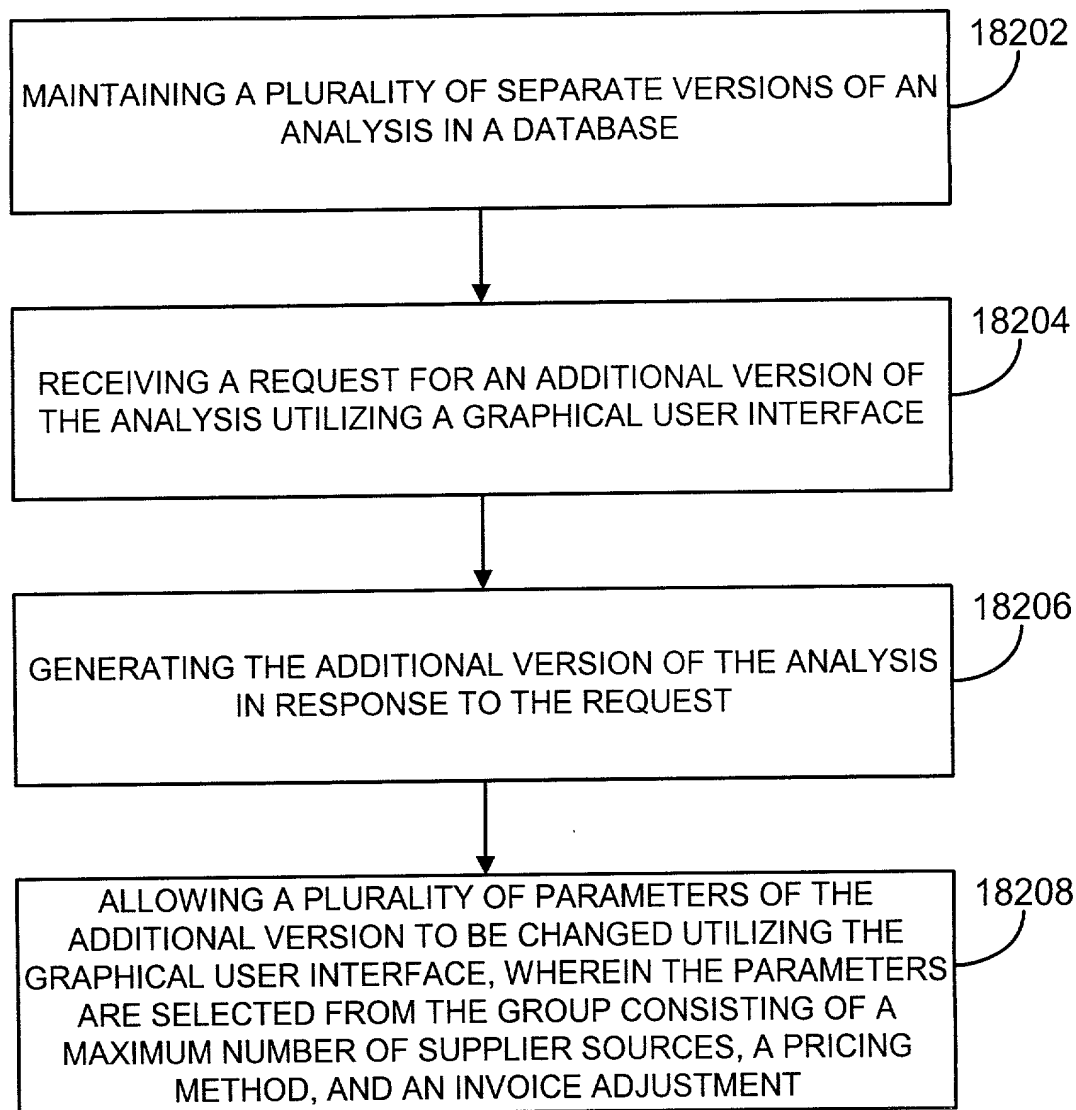 18202
MAINTAINING A PLURALITY OF SEPARATE VERSIONS OF AN
ANALYSIS IN A DATABASE
18204
RECEIVING A REQUEST FOR AN ADDITIONAL VERSION OF
THE ANALYSIS UTILIZING A GRAPHICAL USER INTERFACE
18206
GENERATING THE ADDITIONAL VERSION OF THE ANALYSIS
IN RESPONSE TO THE REQUEST
18208
ALLOWING A PLURALITY OF PARAMETERS OF THE
ADDITIONAL VERSION TO BE CHANGED UTILIZING THE
GRAPHICAL USER INTERFACE, WHEREIN THE PARAMETERS
ARE SELECTED FROM THE GROUP CONSISTING OF A
MAXIMUM NUMBER OF SUPPLIER SOURCES, A PRICING
METHOD, AND AN INVOICE ADJUSTMENT